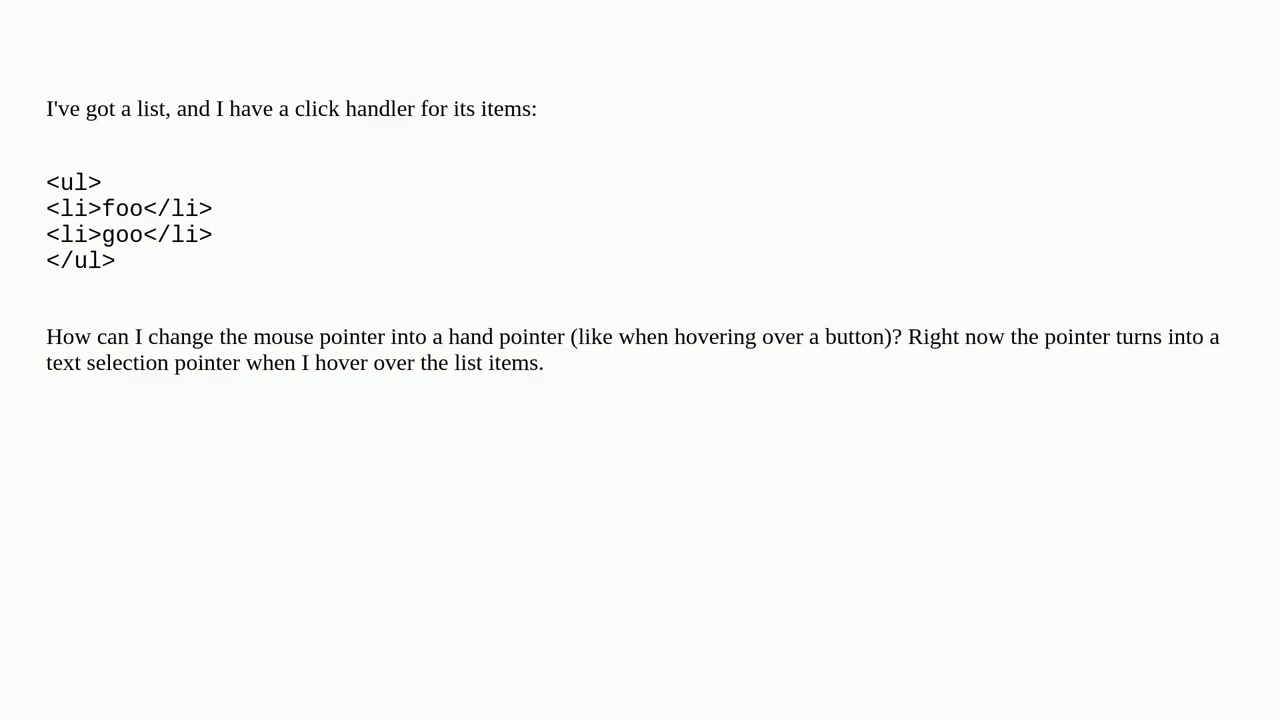 I've got a list, and I have a click handler for its items:
<ul>
<li>foo</li>
<li>goo</li>
</ul>
How can I change the mouse pointer into a hand pointer (like when hovering over a button)? Right now the pointer turns into a
text selection pointer when I hover over the list items.